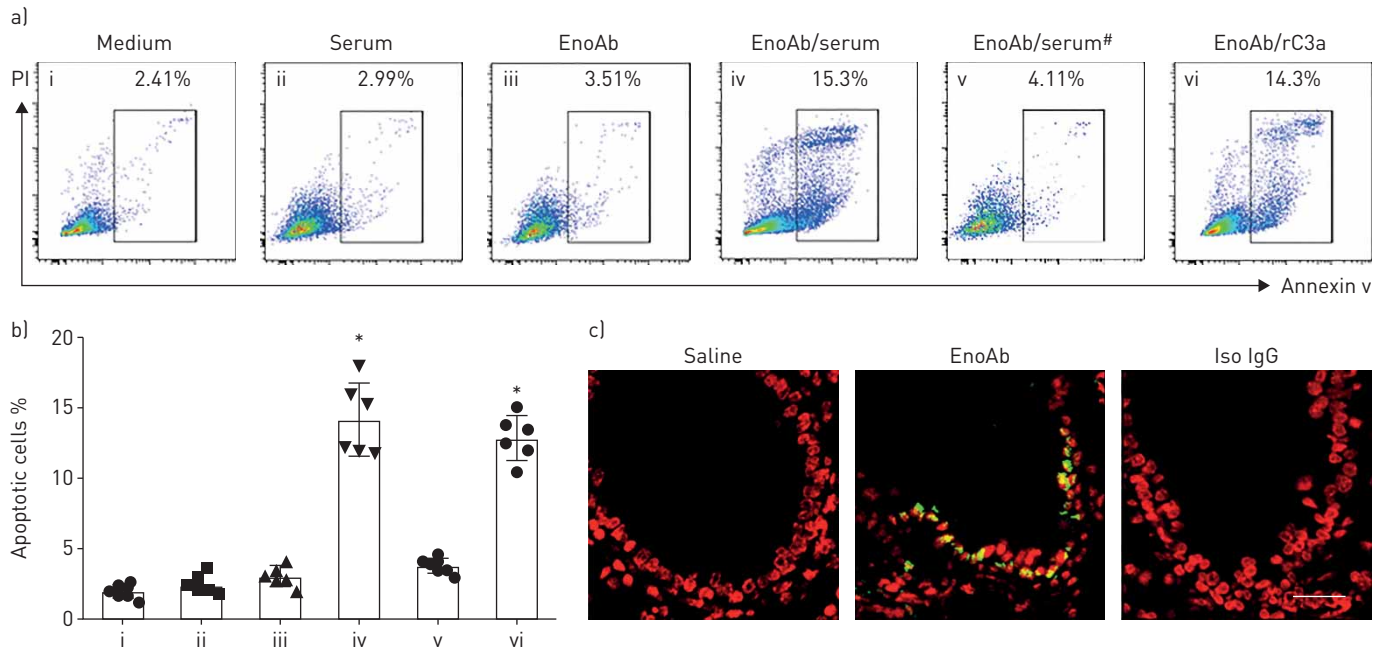 a)
Medium
Serum
EnoAb
EnoAb/serum
EnoAb/serum#
EnoAb/rC3a
PI
i
2.41%
ii
2.99%
iii
3.51%
iv
15.3%
v
4.11%
vi
14.3%
Annexin v
b)
20
15
10
5
0
Apoptotic cells %
*
*
i
ii
iii
iv
v
vi
c)
Saline
EnoAb
Iso IgG